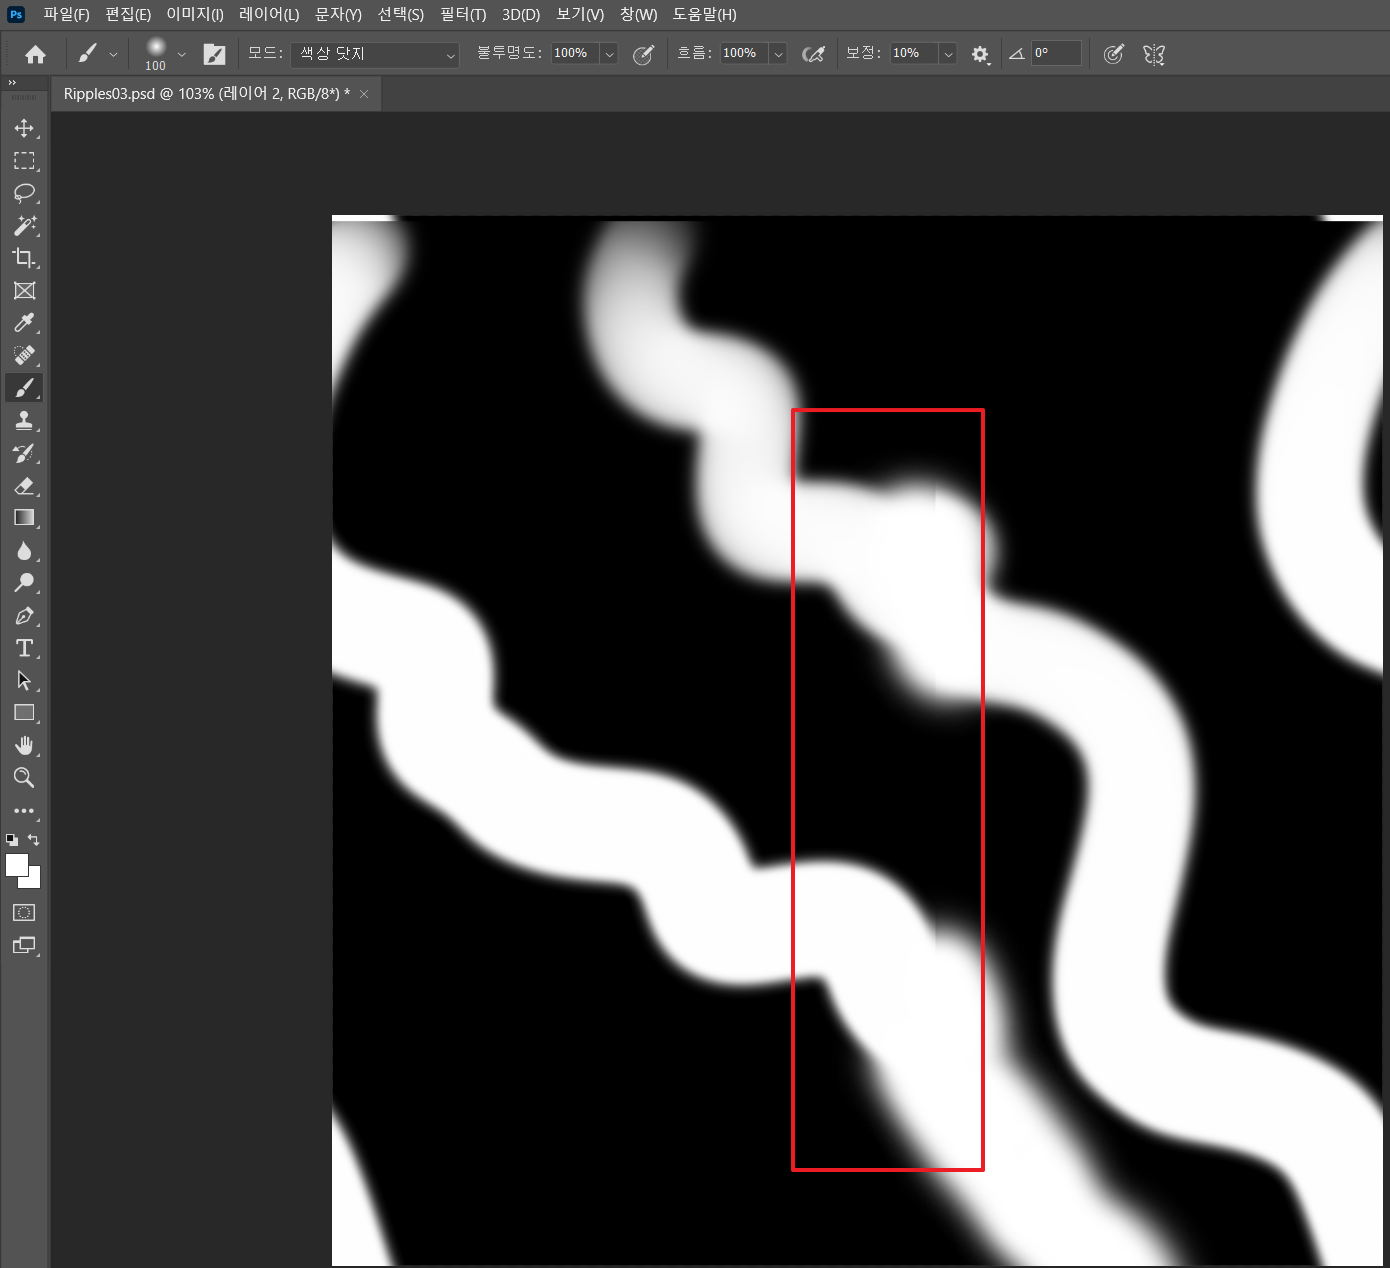 Ps 파일(F) 편집(E) 이미지(I) 레이어(L) 문자(Y) 선택(S) 필터(T) 3D(D) 보기(V) 창(W) 도움말(H)
100 모드: 색상 닷지 불투명도: 100% 흐름: 100% 보정: 10% 0°
Ripples03.psd @ 103% (레이어 2, RGB/8*) * ×